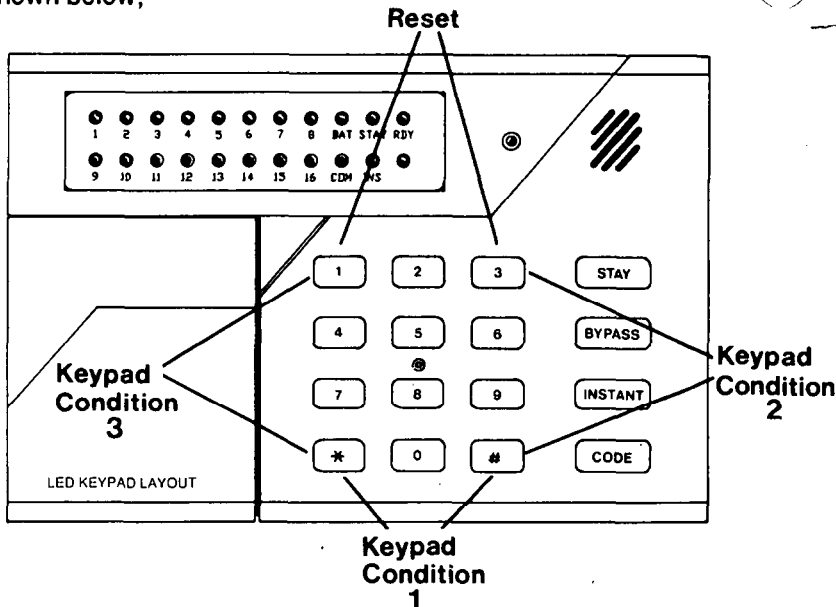 shown below;
Reset
1 2 3 4 5 6 7 8 BAT STAY RDY
9 10 11 12 13 14 15 16 COM INS
1 2 3 STAY
4 5 6 BYPASS
Keypad
Condition
3
Keypad
Condition
2
7 8 9 INSTANT
* 0 # CODE
LED KEYPAD LAYOUT
Keypad
Condition
1